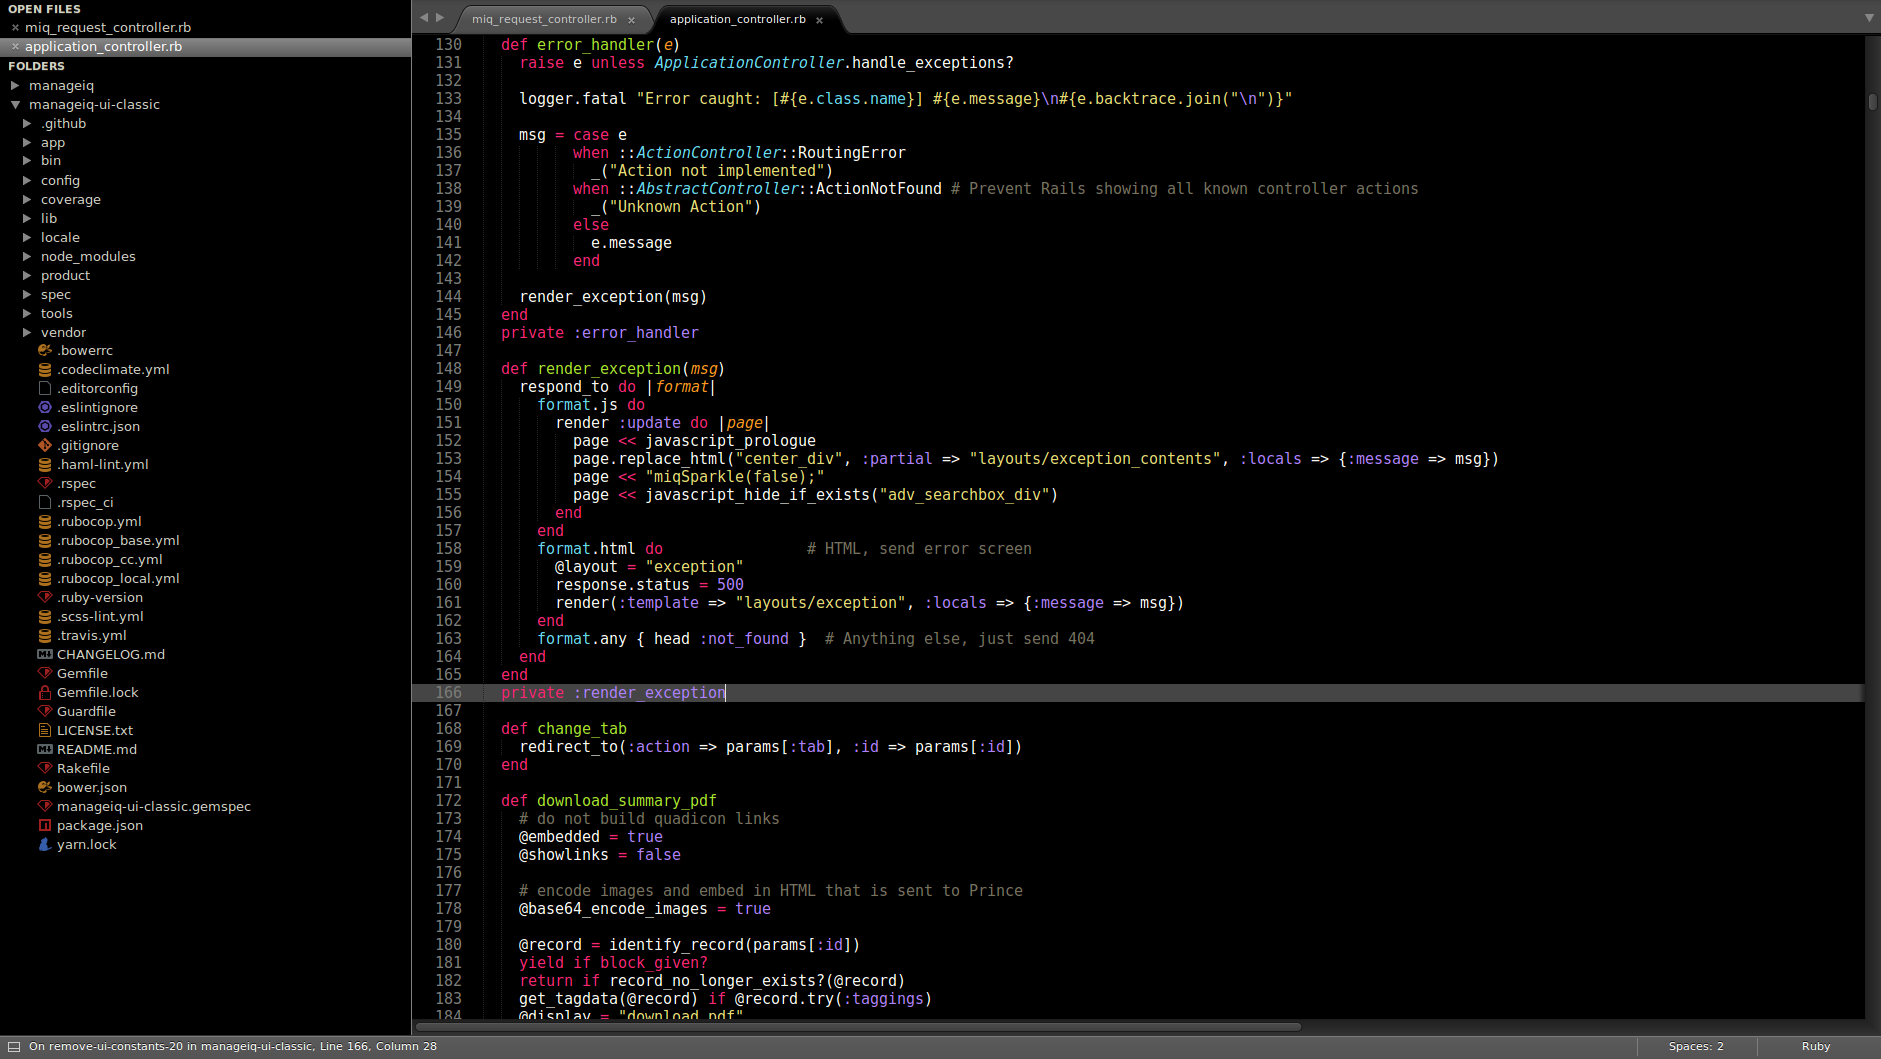 OPEN FILES
miq_request_controller.rb
application_controller.rb
FOLDERS
manageiq
manageiq-ui-classic
.github
app
bin
config
coverage
lib
locale
node_modules
product
spec
tools
vendor
.bowerrc
.codeclimate.yml
.editorconfig
.eslintignore
.eslintrc.json
.gitignore
.haml-lint.yml
.rspec
.rspec_ci
.rubocop.yml
.rubocop_base.yml
.rubocop_cc.yml
.rubocop_local.yml
.ruby-version
.scss-lint.yml
.travis.yml
CHANGELOG.md
Gemfile
Gemfile.lock
Guardfile
LICENSE.txt
README.md
Rakefile
bower.json
manageiq-ui-classic.gemspec
package.json
yarn.lock
miq_request_controller.rb × application_controller.rb ×
130 def error_handler(e)
131 raise e unless ApplicationController.handle_exceptions?
132
133 logger.fatal "Error caught: [#{e.class.name}] #{e.message}\n#{e.backtrace.join("\n")}"
134
135 msg = case e
136 when ::ActionController::RoutingError
137 _("Action not implemented")
138 when ::AbstractController::ActionNotFound # Prevent Rails showing all known controller actions
139 _("Unknown Action")
140 else
141 e.message
142 end
143
144 render_exception(msg)
145 end
146 private :error_handler
147
148 def render_exception(msg)
149 respond_to do |format|
150 format.js do
151 render :update do |page|
152 page << javascript_prologue
153 page.replace_html("center_div", :partial => "layouts/exception_contents", :locals => {:message => msg})
154 page << "miqSparkle(false);"
155 page << javascript_hide_if_exists("adv_searchbox_div")
156 end
157 end
158 format.html do # HTML, send error screen
159 @layout = "exception"
160 response.status = 500
161 render(:template => "layouts/exception", :locals => {:message => msg})
162 end
163 format.any { head :not_found } # Anything else, just send 404
164 end
165 end
166 private :render_exception
167
168 def change_tab
169 redirect_to(:action => params[:tab], :id => params[:id])
170 end
171
172 def download_summary_pdf
173 # do not build quadicon links
174 @embedded = true
175 @showlinks = false
176
177 # encode images and embed in HTML that is sent to Prince
178 @base64_encode_images = true
179
180 @record = identify_record(params[:id])
181 yield if block_given?
182 return if record_no_longer_exists?(@record)
183 get_tagdata(@record) if @record.try(:taggings)
184 @display = "download_pdf"
On remove-ui-constants-20 in manageiq-ui-classic, Line 166, Column 28
Spaces: 2
Ruby